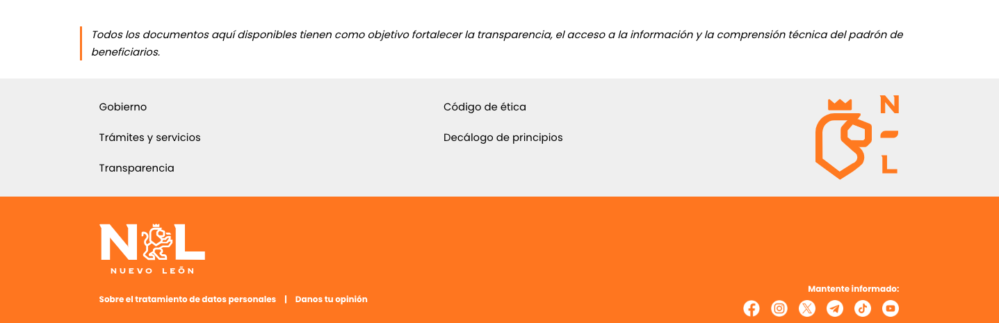 Todos los documentos aquí disponibles tienen como objetivo fortalecer la transparencia, el acceso a la información y la comprensión técnica del padrón de
beneficiarios.
Gobierno
Trámites y servicios
Transparencia
Código de ética
Decálogo de principios
N
L
N L
NUEVO LEÓN
Sobre el tratamiento de datos personales | Danos tu opinión
Mantente informado: